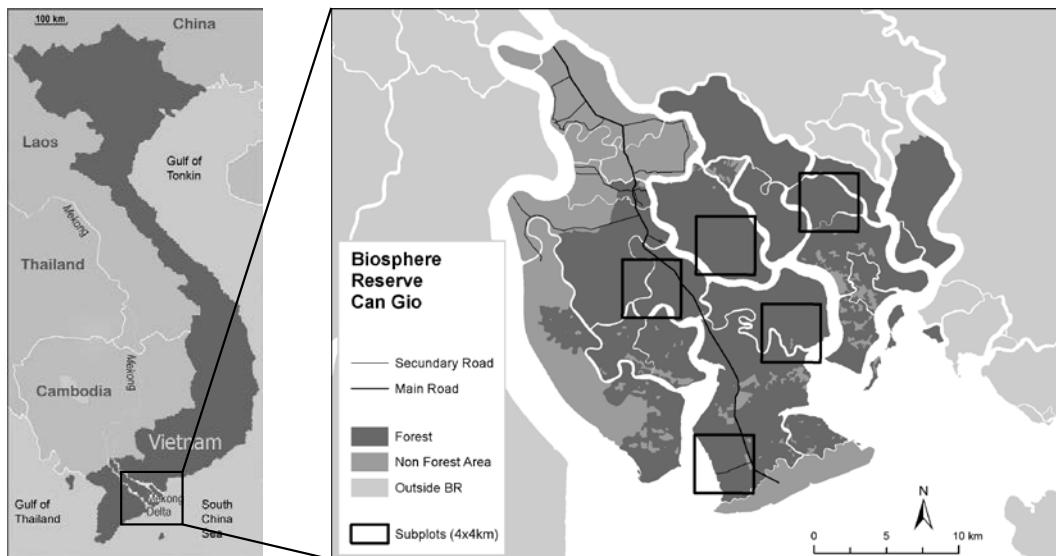 100 km
China
Laos
Gulf of
Tonkin
Mekong
Thailand
Mekong
Cambodia
Vietnam
Mekong
Delta
Gulf of
Thailand
South
China
Sea
Biosphere
Reserve
Can Gio
Secundary Road
Main Road
Forest
Non Forest Area
Outside BR
Subplots (4x4km)
N
0 5 10 km